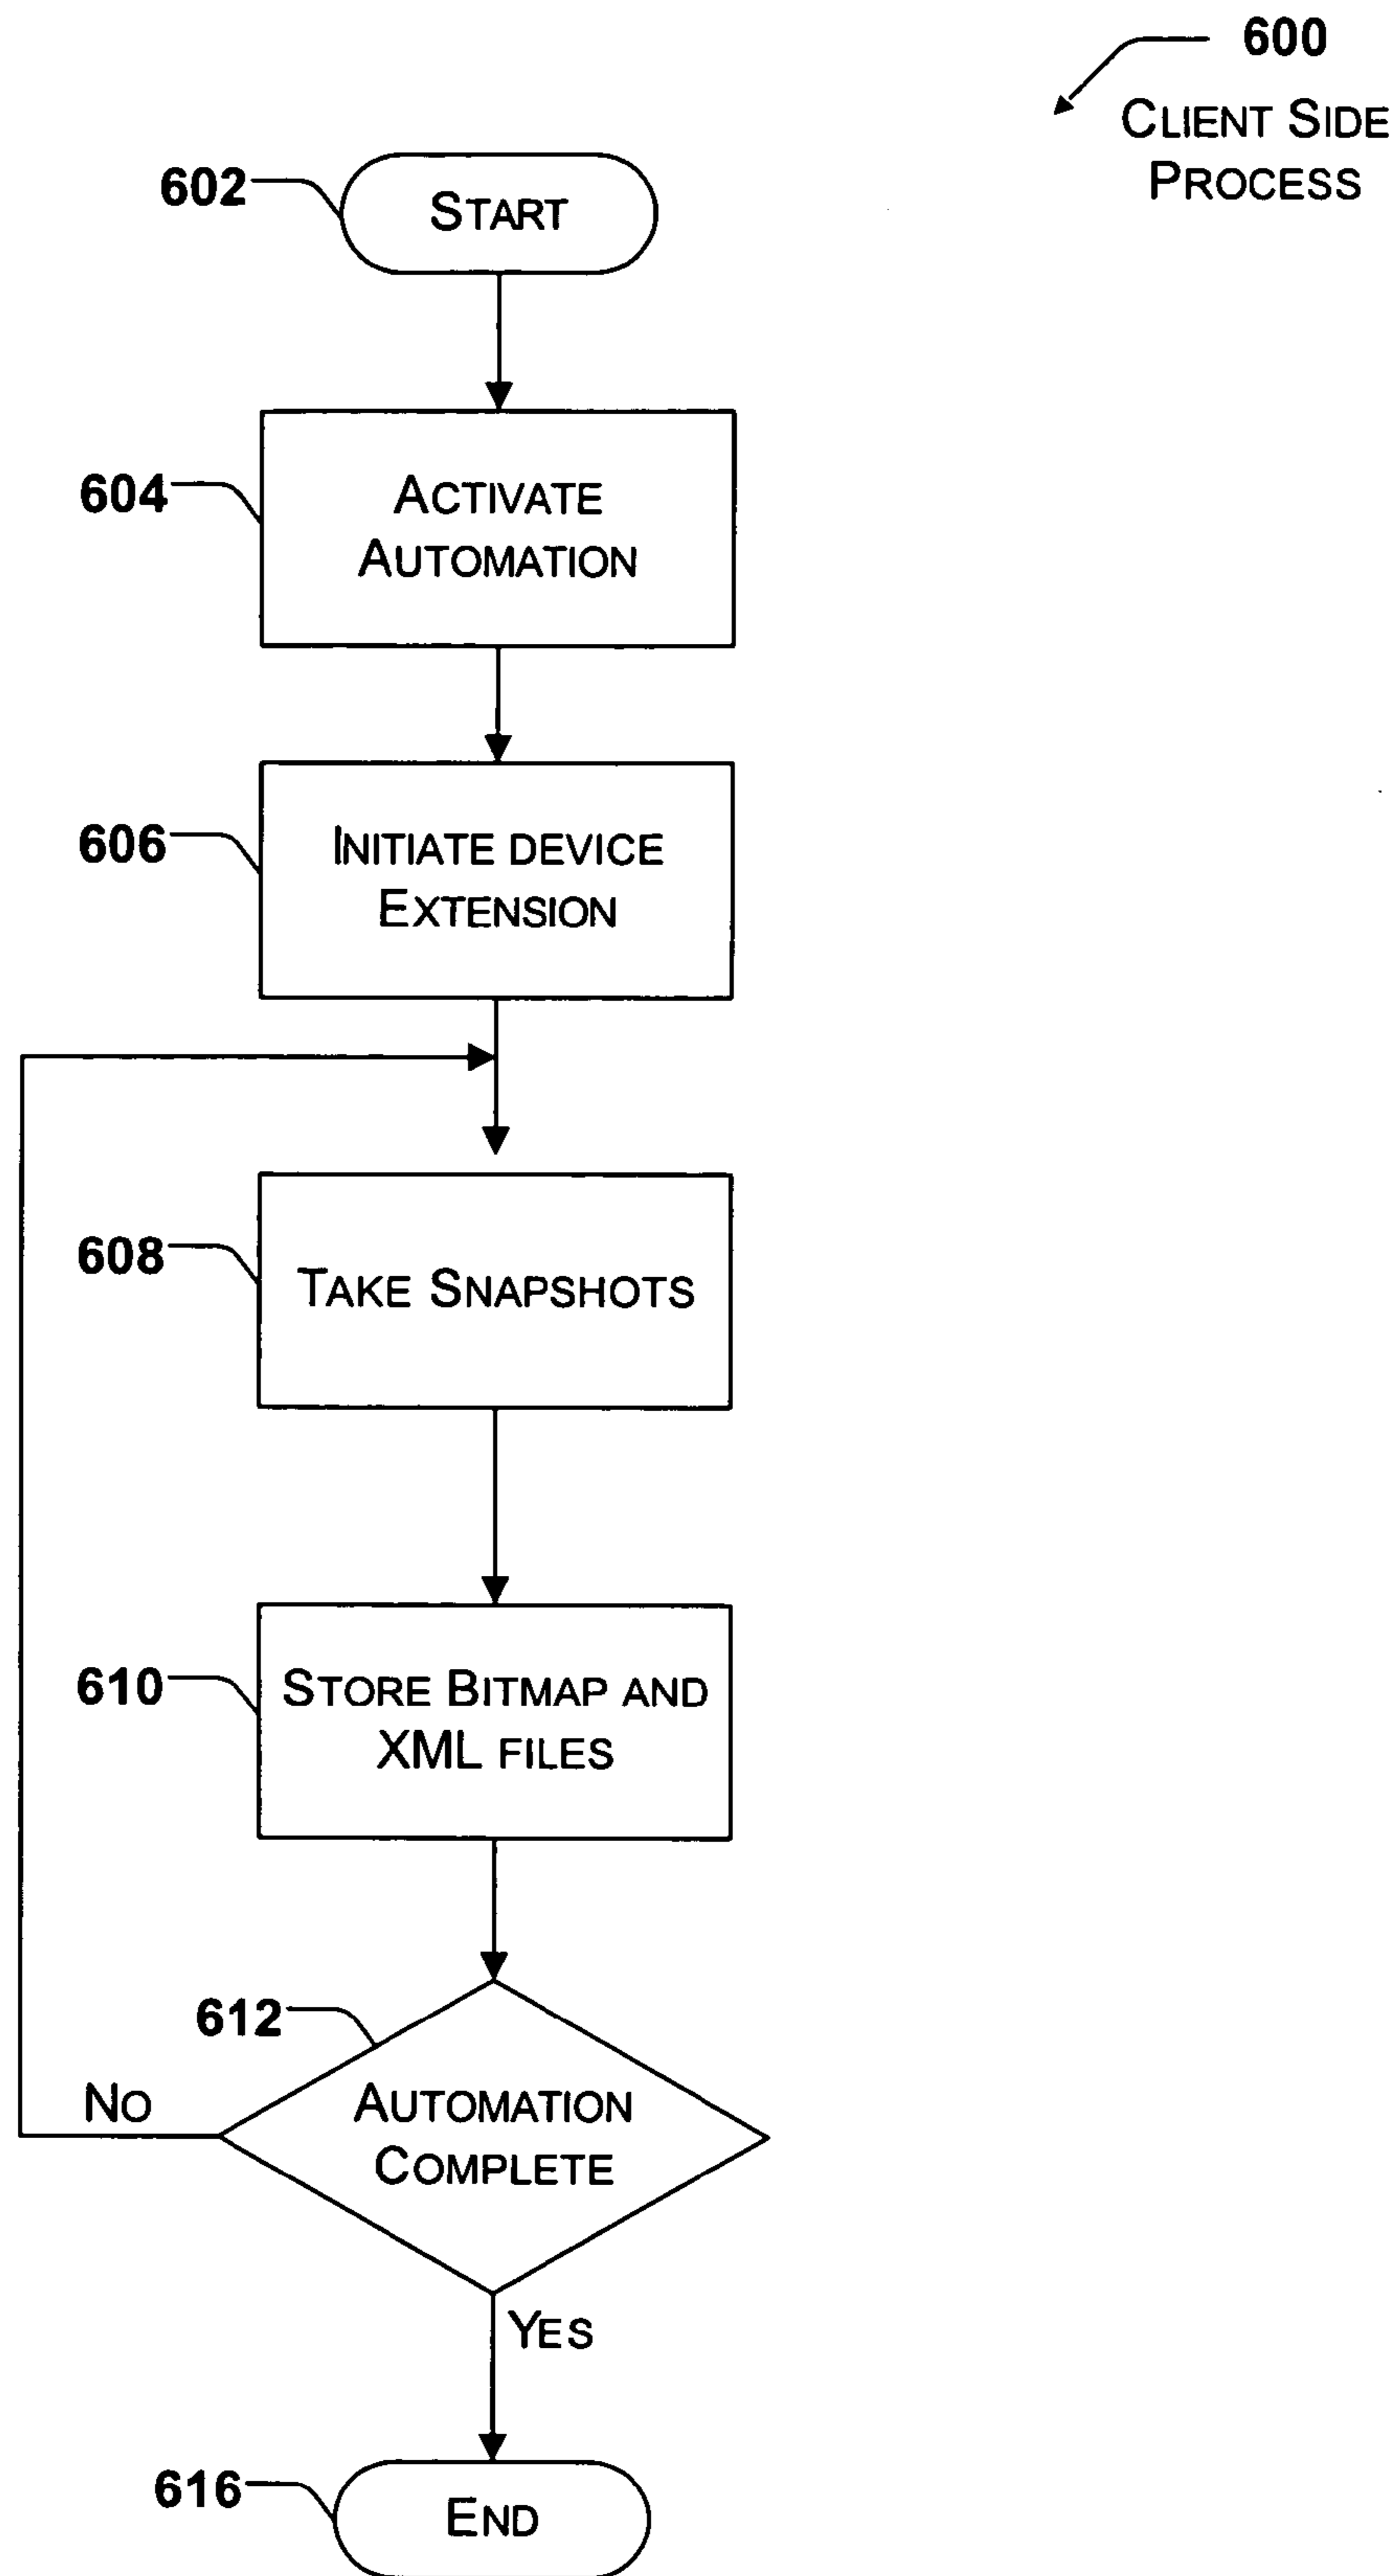 600
CLIENT SIDE
PROCESS
602
START
604
ACTIVATE
AUTOMATION
606
INITIATE DEVICE
EXTENSION
608
TAKE SNAPSHOTS
610
STORE BITMAP AND
XML FILES
612
NO
AUTOMATION
COMPLETE
YES
616
END